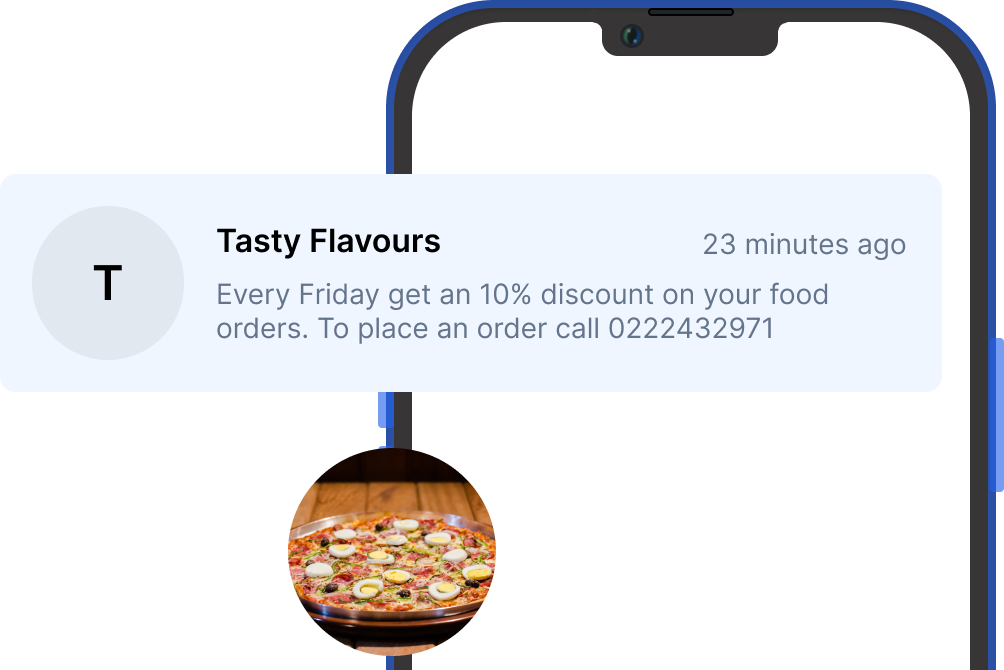 T
Tasty Flavours
23 minutes ago
Every Friday get an 10% discount on your food
orders. To place an order call 0222432971